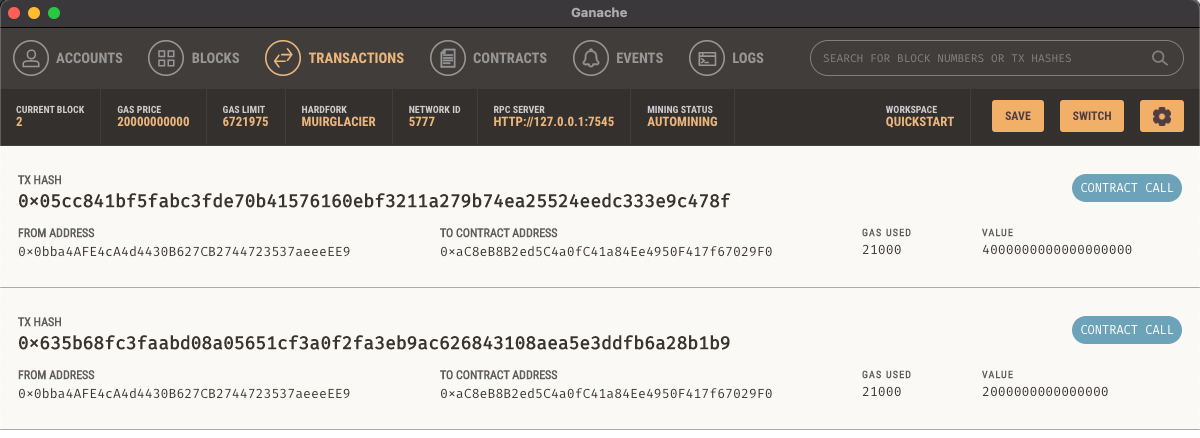 Ganache
ACCOUNTS BLOCKS TRANSACTIONS CONTRACTS EVENTS LOGS SEARCH FOR BLOCK NUMBERS OR TX HASHES
CURRENT BLOCK GAS PRICE GAS LIMIT HARDFORK NETWORK ID RPC SERVER MINING STATUS WORKSPACE
2 20000000000 6721975 MUIRGLACIER 5777 HTTP://127.0.0.1:7545 AUTOMINING QUICKSTART SAVE SWITCH
TX HASH
0×05cc841bf5fabc3fde70b41576160ebf3211a279b74ea25524eedc333e9c478f CONTRACT CALL
FROM ADDRESS TO CONTRACT ADDRESS GAS USED VALUE
0×0bba4AFE4cA4d4430B627CB2744723537aeeeEE9 0×aC8eB8B2ed5C4a0fC41a84Ee4950F417f67029F0 21000 4000000000000000000
TX HASH
0×635b68fc3faabd08a05651cf3a0f2fa3eb9ac626843108aea5e3ddfb6a28b1b9 CONTRACT CALL
FROM ADDRESS TO CONTRACT ADDRESS GAS USED VALUE
0×0bba4AFE4cA4d4430B627CB2744723537aeeeEE9 0×aC8eB8B2ed5C4a0fC41a84Ee4950F417f67029F0 21000 2000000000000000